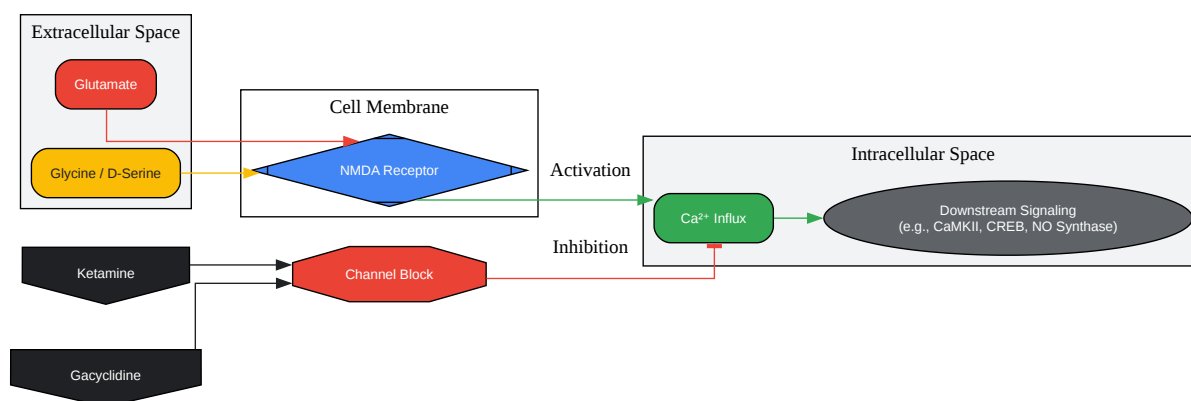 Extracellular Space
Glutamate
Glycine / D-Serine
Cell Membrane
NMDA Receptor
Activation
Intracellular Space
Ca²⁺ Influx
Downstream Signaling
(e.g., CaMKII, CREB, NO Synthase)
Inhibition
Ketamine
Channel Block
Gacyclidine